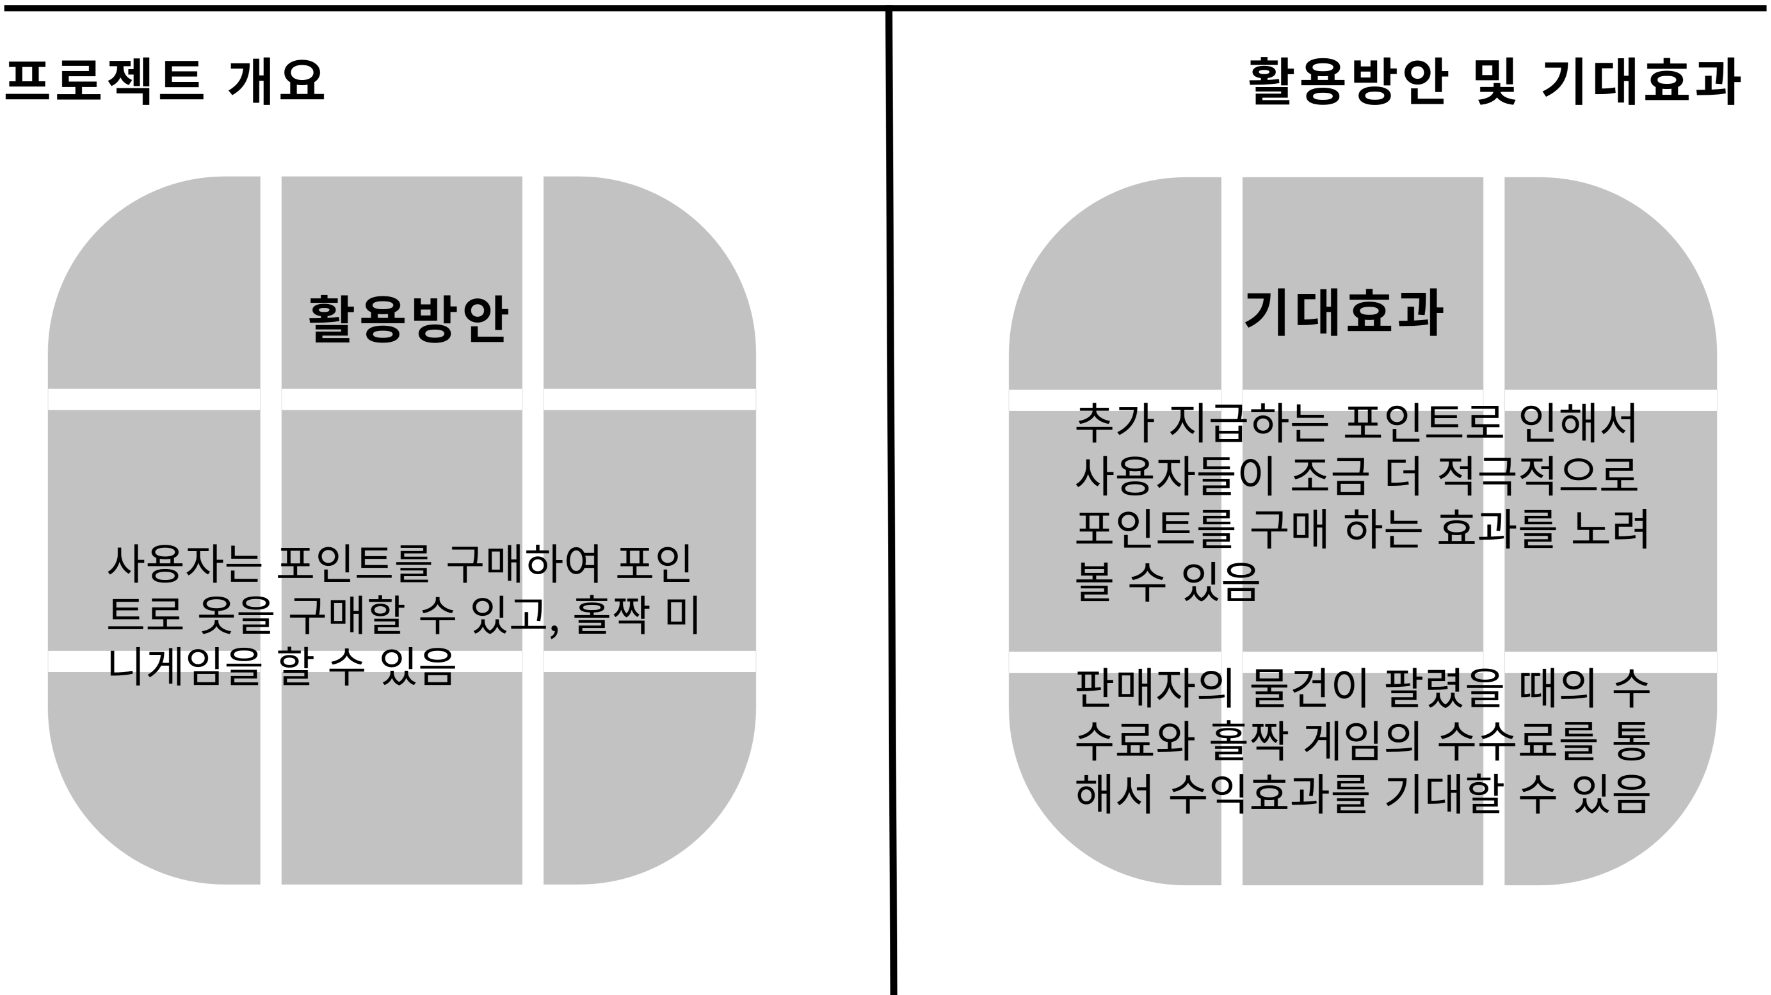 프로젝트 개요
활용방안 및 기대효과
활용방안
사용자는 포인트를 구매하여 포인
트로 옷을 구매할 수 있고, 홀짝 미
니게임을 할 수 있음
기대효과
추가 지급하는 포인트로 인해서
사용자들이 조금 더 적극적으로
포인트를 구매 하는 효과를 노려
볼 수 있음
판매자의 물건이 팔렸을 때의 수
수료와 홀짝 게임의 수수료를 통
해서 수익효과를 기대할 수 있음